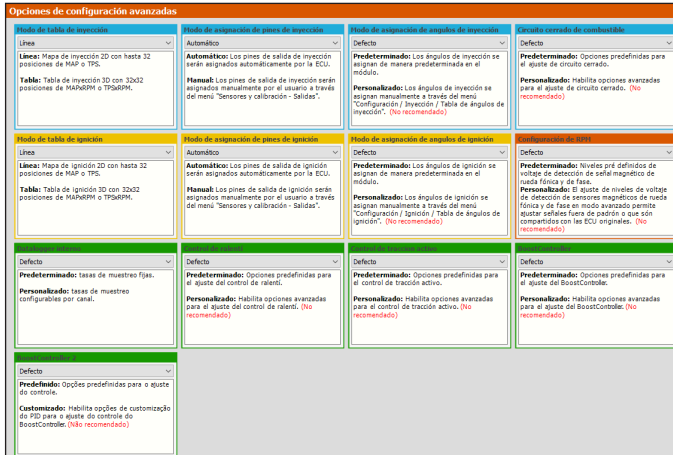 Opciones de configuración avanzadas
Modo de tabla de inyección
Línea
Línea: Mapa de inyección 2D con hasta 32
posiciones de MAP o TPS.
Tabla: Tabla de inyección 3D con 32x32
posiciones de MAPxRPM o TPSxRPM.
Modo de asignación de pines de inyección
Automático
Automático: Los pines de salida de inyección
serán asignados automáticamente por la ECU.
Manual: Los pines de salida de inyección serán
asignados manualmente por el usuario a través
del menú "Sensores y calibración - Salidas".
Modo de asignación de angulos de inyección
Defecto
Predeterminado: Los ángulos de inyección se
asignan de manera predeterminada en el
módulo.
Personalizado: Los ángulos de inyección se
asignan manualmente a través del menú
"Configuración / Inyección / Tabla de ángulos de
inyección". (No recomendado)
Circuito cerrado de combustible
Defecto
Predeterminado: Opciones predefinidas para
el ajuste de circuito cerrado.
Personalizado: Habilita opciones avanzadas
para el ajuste de circuito cerrado. (No
recomendado)
Modo de tabla de ignición
Línea
Línea: Mapa de ignición 2D con hasta 32
posiciones de MAP o TPS.
Tabla: Tabla de ignición 3D con 32x32
posiciones de MAPxRPM o TPSxRPM.
Modo de asignación de pines de ignición
Automático
Automático: Los pines de salida de ignición
serán asignados automáticamente por la ECU.
Manual: Los pines de salida de ignición serán
asignados manualmente por el usuario a través
del menú "Sensores y calibración - Salidas".
Modo de asignación de angulos de ignición
Defecto
Predeterminado: Los ángulos de ignición se
asignan de manera predeterminada en el
módulo.
Personalizado: Los ángulos de ignición se
asignan manualmente a través del menú
"Configuración / Ignición / Tabla de ángulos de
ignición". (No recomendado)
Configuración de RPM
Defecto
Predeterminado: Niveles pré definidos de
voltaje de detección de señal magnético de
rueda fónica y de fase.
Personalizado: El ajuste de niveles de voltaje
de detección de sensores magnéticos de rueda
fónica y de fase en modo avanzado permite
ajustar señales fuera de padrón o que són
compartidos con las ECU originales. (No
recomendado)
Datalogger interno
Defecto
Predeterminado: tasas de muestreo fijas.
Personalizado: tasas de muestreo
configurables por canal.
Control de ralentí
Defecto
Predeterminado: Opciones predefinidas para
el ajuste del control de ralentí.
Personalizado: Habilita opciones avanzadas
para el ajuste del control de ralentí. (No
recomendado)
Control de tracción activo
Defecto
Predeterminado: Opciones predefinidas para
el control de tracción activo.
Personalizado: Habilita opciones avanzadas
para el control de tracción activo. (No
recomendado)
BoostController
Defecto
Predeterminado: Opciones predefinidas para
el ajuste del BoostController.
Personalizado: Habilita opciones avanzadas
para el ajuste del BoostController. (No
recomendado)
BoostController 2
Defecto
Predefinido: Opções predefinidas para o ajuste
do controle.
Customizado: Habilita opções de customização
do PID para o ajuste do controle do
BoostController. (Não recomendado)